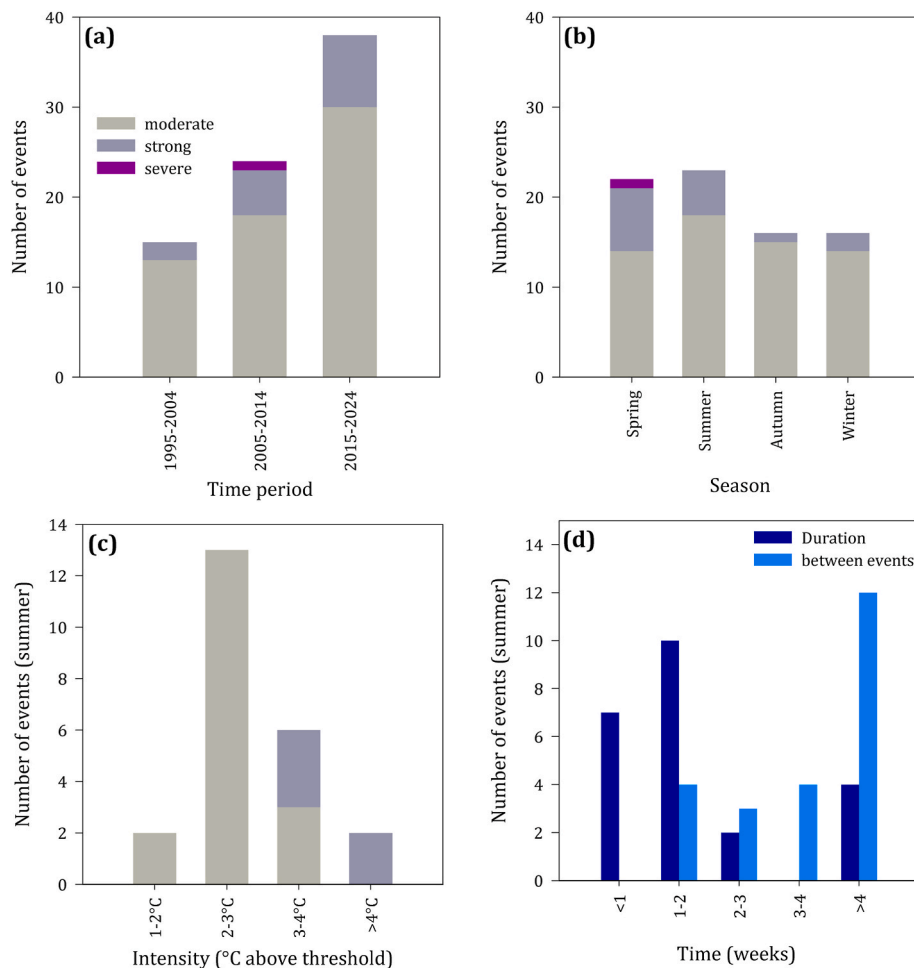 (a)
40
30
20
10
0
Number of events
moderate
strong
severe
1995-2004
2005-2014
2015-2024
Time period
(b)
40
30
20
10
0
Number of events
Spring
Summer
Autumn
Winter
Season
(c)
14
12
10
8
6
4
2
0
Number of events (summer)
1-2°C
2-3°C
3-4°C
>4°C
Intensity (°C above threshold)
(d)
14
12
10
8
6
4
2
0
Number of events (summer)
Duration
between events
<1
1-2
2-3
3-4
>4
Time (weeks)